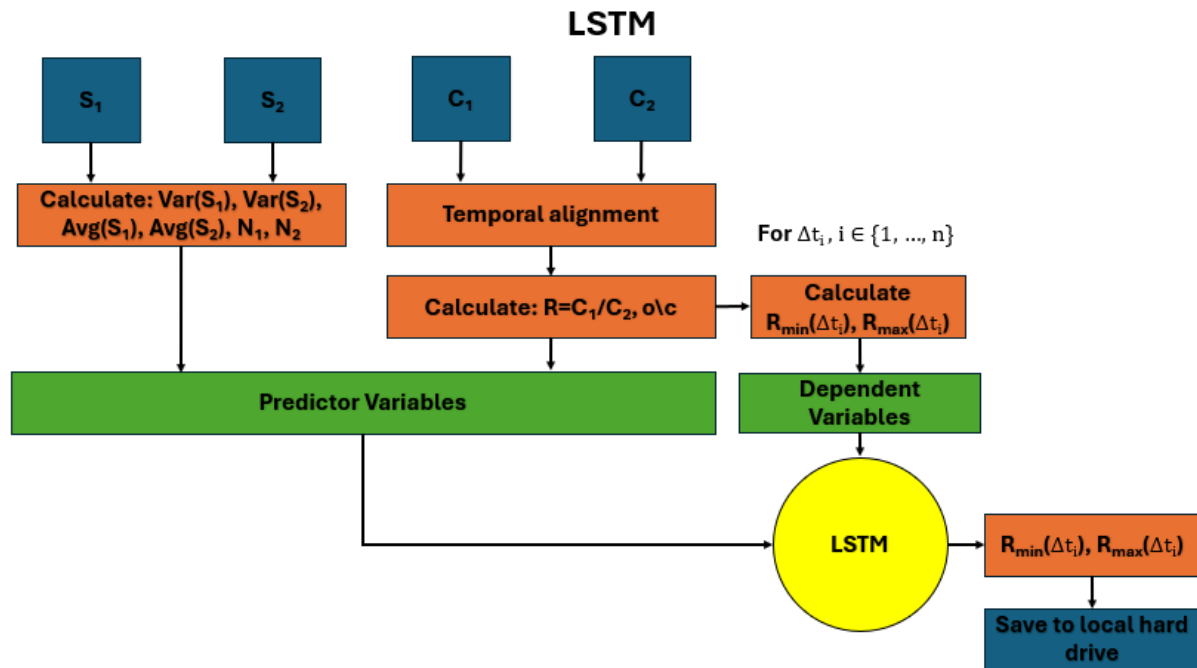 LSTM
S₁
S₂
C₁
C₂
Calculate: Var(S₁), Var(S₂),
Avg(S₁), Avg(S₂), N₁, N₂
Temporal alignment
For Δtᵢ , i ∈ {1, …, n}
Calculate: R=C₁/C₂, o\c
Calculate
Rₘᵢₙ(Δtᵢ), Rₘₐₓ(Δtᵢ)
Predictor Variables
Dependent
Variables
LSTM
Rₘᵢₙ(Δtᵢ), Rₘₐₓ(Δtᵢ)
Save to local hard
drive